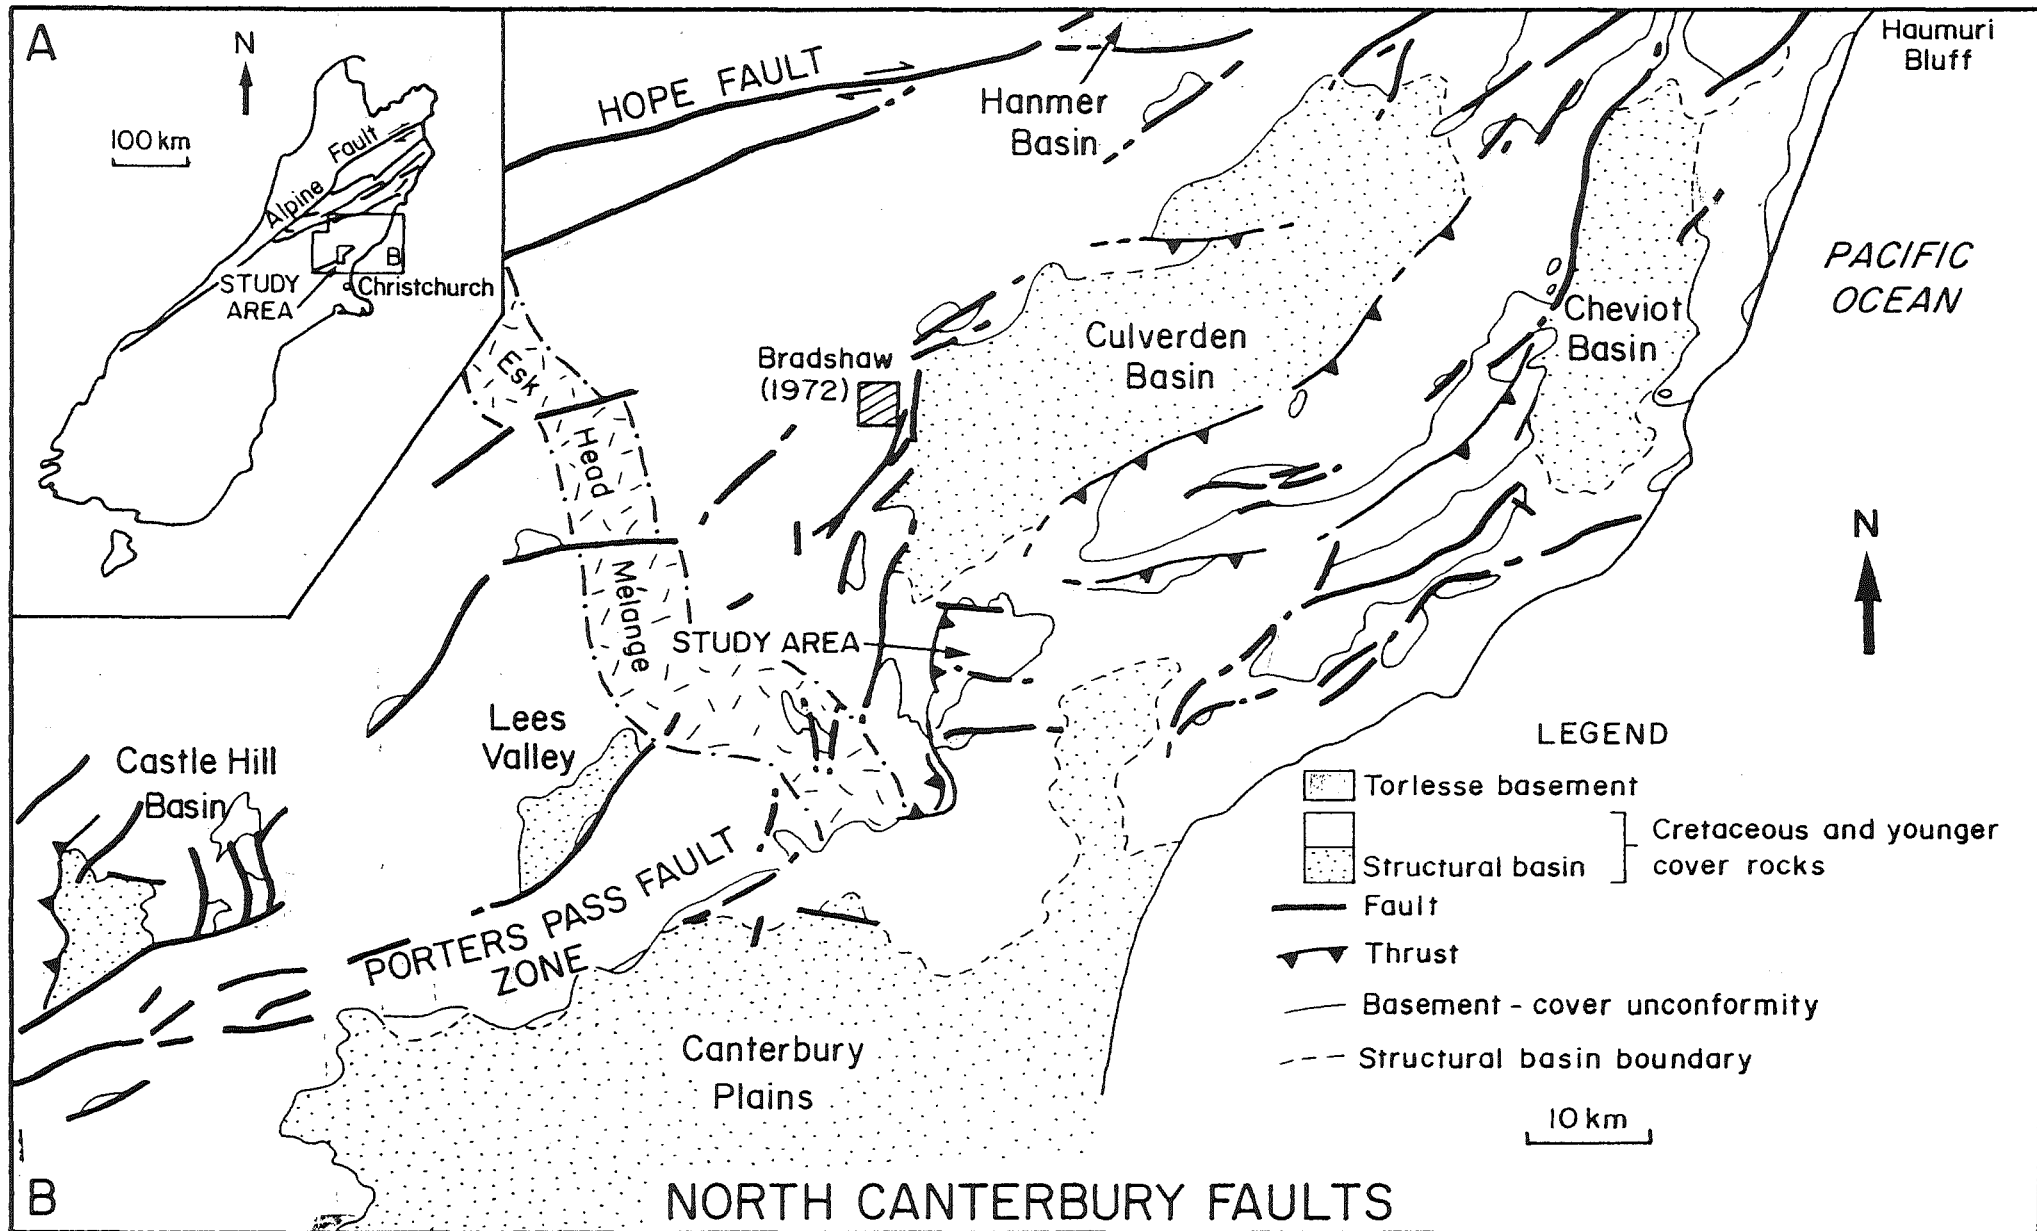 A
N
100 km
Alpine Fault
B
STUDY
AREA
Christchurch
HOPE FAULT
Hanmer
Basin
Haumuri
Bluff
PACIFIC
OCEAN
Cheviot
Basin
Culverden
Basin
Bradshaw
(1972)
Esk
Head
Mélange
N
STUDY AREA
Lees
Valley
Castle Hill
Basin
PORTERS PASS FAULT
ZONE
Canterbury
Plains
LEGEND
Torlesse basement
Structural basin
Cretaceous and younger
cover rocks
Fault
Thrust
Basement - cover unconformity
Structural basin boundary
10 km
B
NORTH CANTERBURY FAULTS